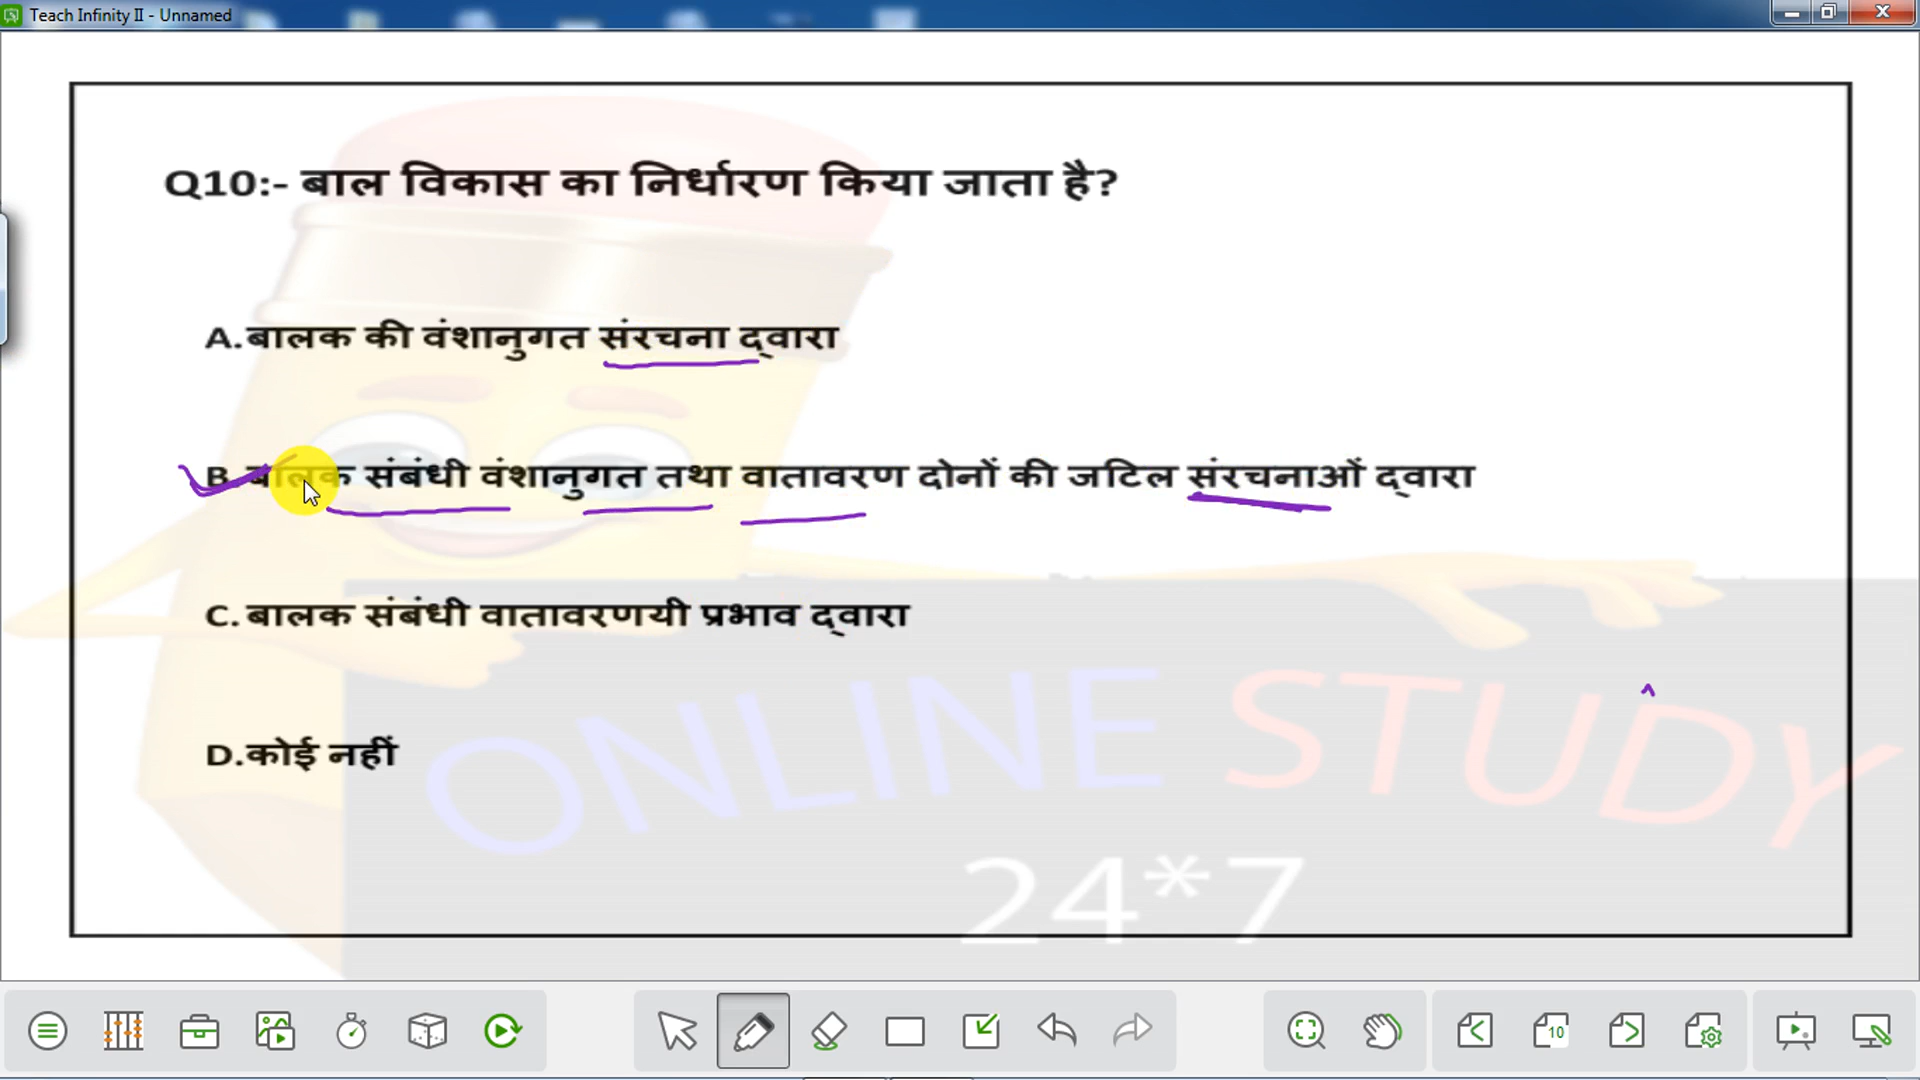 Teach Infinity II - Unnamed
Q10:- बाल विकास का निर्धारण किया जाता है?
A.बालक की वंशानुगत संरचना द्वारा
B.बालक संबंधी वंशानुगत तथा वातावरण दोनों की जटिल संरचनाओं द्वारा
C. बालक संबंधी वातावरणयी प्रभाव द्वारा
D.कोई नहीं
ONLINE STUDY
24*7
10